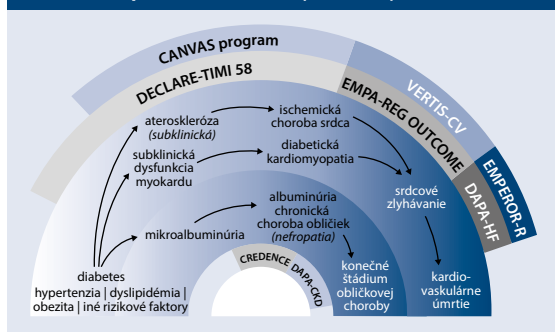 CANVAS program
DECLARE-TIMI 58
VERTIS-CV
EMPA-REG OUTCOME
EMPEROR-R
DAPA-HF
ateroskleróza
(subklinická)
ischemická
choroba srdca
subklinická
dysfunkcia
myokardu
diabetická
kardiomyopatia
srdcové
zlyhávanie
mikroalbuminúria
albuminúria
chronická
choroba obličiek
(nefropatia)
CREDENCE DAPA-CKD
diabetes
hypertenzia | dyslipidémia |
obezita | iné rizikové faktory
konečné
štádium
obličkovej
choroby
kardio-
vaskulárne
úmrtie